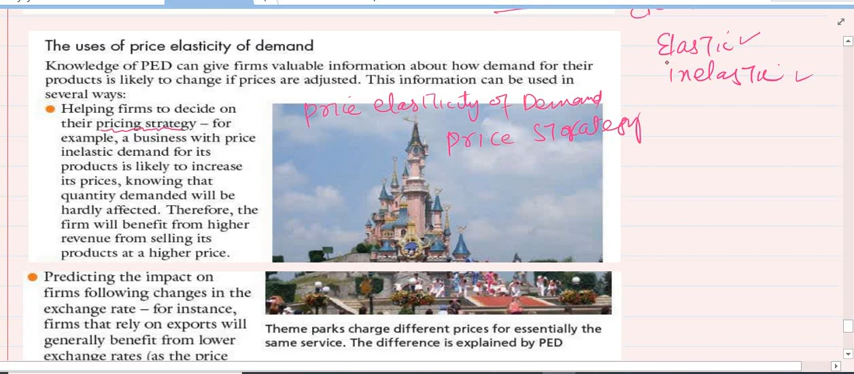 The uses of price elasticity of demand
Knowledge of PED can give firms valuable information about how demand for their
products is likely to change if prices are adjusted. This information can be used in
several ways:
Helping firms to decide on
their pricing strategy – for
example, a business with price
inelastic demand for its
products is likely to increase
its prices, knowing that
quantity demanded will be
hardly affected. Therefore, the
firm will benefit from higher
revenue from selling its
products at a higher price.
Predicting the impact on
firms following changes in the
exchange rate – for instance,
firms that rely on exports will
generally benefit from lower
exchange rates (as the price
price elasticity of Demand
price strategy
Theme parks charge different prices for essentially the
same service. The difference is explained by PED
Elastic
inelastic